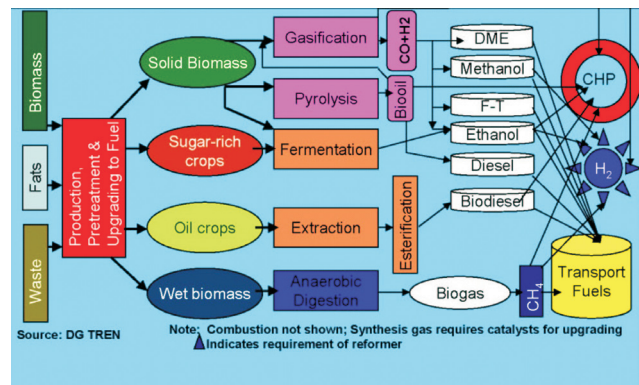 Biomass
Fats
Waste
Production,
Pretreatment &
Upgrading to Fuel
Solid Biomass
Sugar-rich
crops
Oil crops
Wet biomass
Gasification
Pyrolysis
Fermentation
Extraction
Anaerobic
Digestion
CO+H2
Biooil
Esterification
Biogas
DME
Methanol
F-T
Ethanol
Diesel
Biodiesel
CH4
CHP
H2
Transport
Fuels
Source: DG TREN
Note; Combustion not shown; Synthesis gas requires catalysts for upgrading
Indicates requirement of reformer